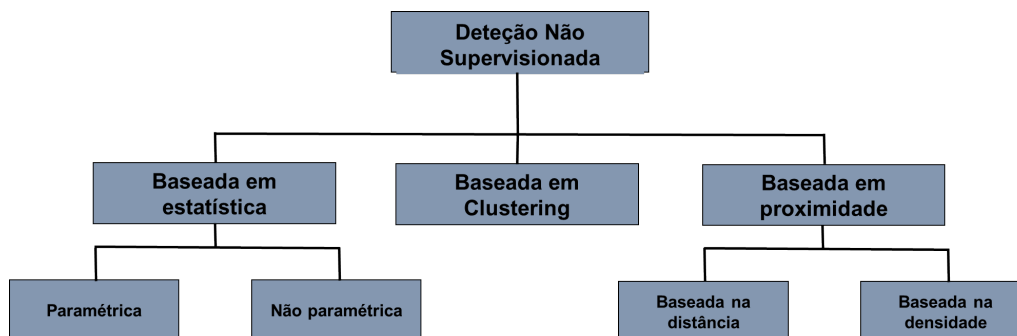 Deteção Não
Supervisionada
Baseada em
estatística
Baseada em
Clustering
Baseada em
proximidade
Paramétrica
Não paramétrica
Baseada na
distância
Baseada na
densidade